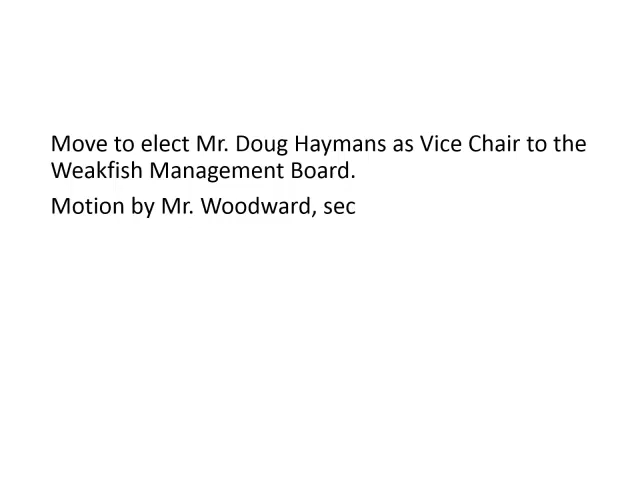 Move to elect Mr. Doug Haymans as Vice Chair to the
Weakfish Management Board.
Motion by Mr. Woodward, sec